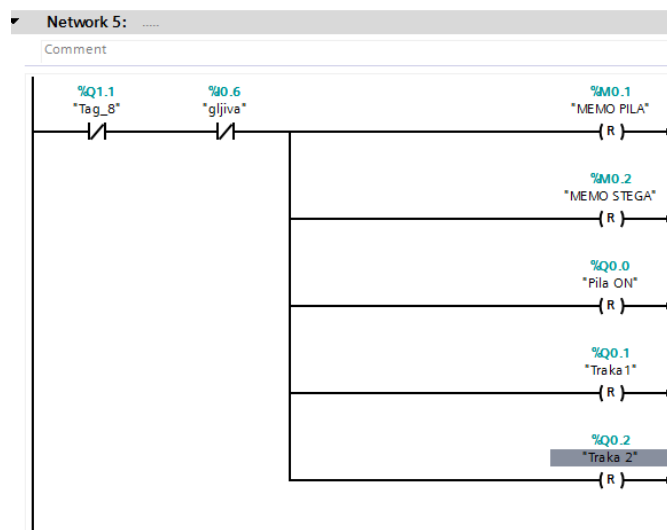 Network 5: .....
Comment
%Q1.1
"Tag_8"
%I0.6
"gljiva"
%M0.1
"MEMO PILA"
R
%M0.2
"MEMO STEGA"
R
%Q0.0
"Pila ON"
R
%Q0.1
"Traka1"
R
%Q0.2
"Traka 2"
R